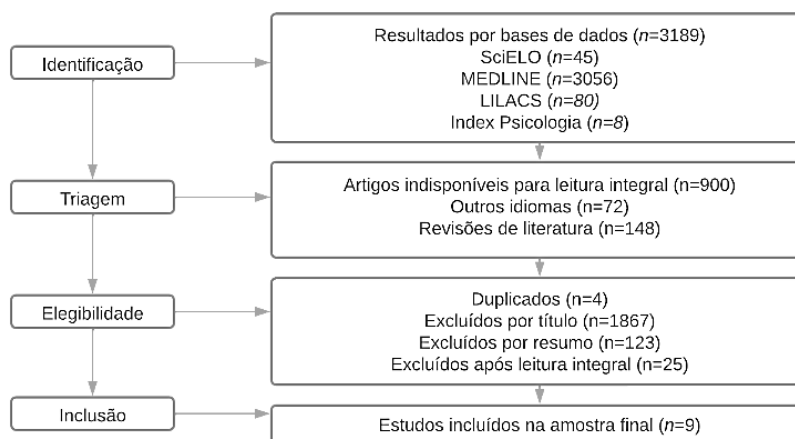 Identificação
Resultados por bases de dados (n=3189)
SciELO (n=45)
MEDLINE (n=3056)
LILACS (n=80)
Index Psicologia (n=8)
Triagem
Artigos indisponíveis para leitura integral (n=900)
Outros idiomas (n=72)
Revisões de literatura (n=148)
Elegibilidade
Duplicados (n=4)
Excluídos por título (n=1867)
Excluídos por resumo (n=123)
Excluídos após leitura integral (n=25)
Inclusão
Estudos incluídos na amostra final (n=9)